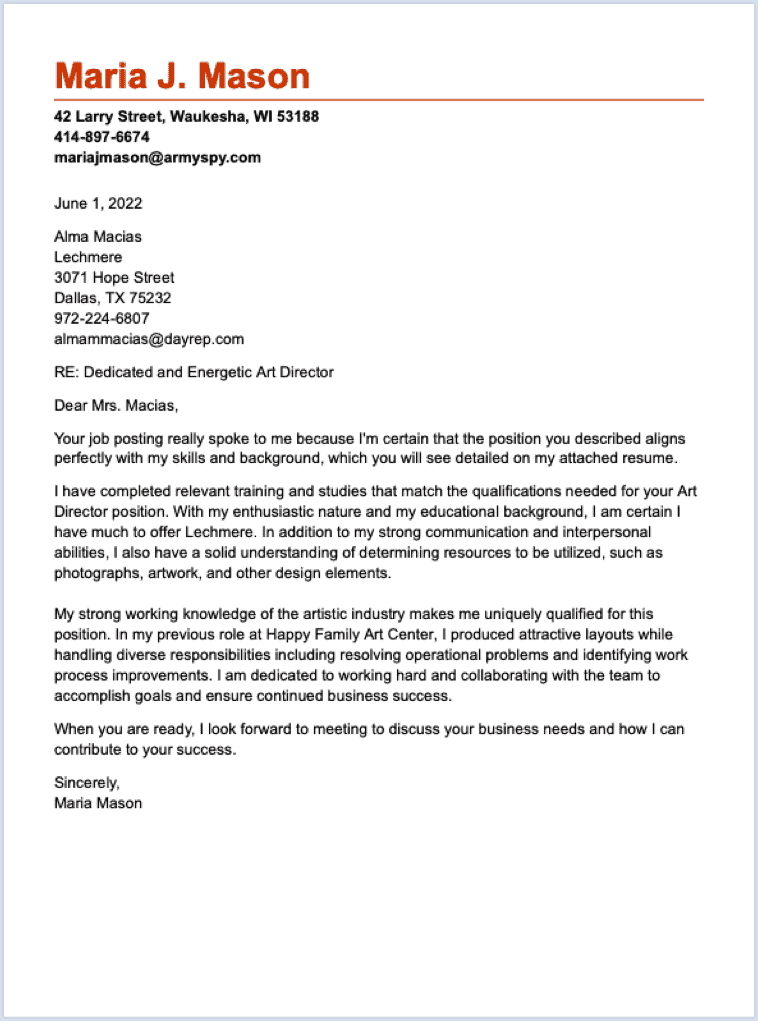 Maria J. Mason
42 Larry Street, Waukesha, WI 53188
414-897-6674
mariajmason@armyspy.com
June 1, 2022
Alma Macias
Lechmere
3071 Hope Street
Dallas, TX 75232
972-224-6807
almammacias@dayrep.com
RE: Dedicated and Energetic Art Director
Dear Mrs. Macias,
Your job posting really spoke to me because I'm certain that the position you described aligns
perfectly with my skills and background, which you will see detailed on my attached resume.
I have completed relevant training and studies that match the qualifications needed for your Art
Director position. With my enthusiastic nature and my educational background, I am certain I
have much to offer Lechmere. In addition to my strong communication and interpersonal
abilities, I also have a solid understanding of determining resources to be utilized, such as
photographs, artwork, and other design elements.
My strong working knowledge of the artistic industry makes me uniquely qualified for this
position. In my previous role at Happy Family Art Center, I produced attractive layouts while
handling diverse responsibilities including resolving operational problems and identifying work
process improvements. I am dedicated to working hard and collaborating with the team to
accomplish goals and ensure continued business success.
When you are ready, I look forward to meeting to discuss your business needs and how I can
contribute to your success.
Sincerely,
Maria Mason